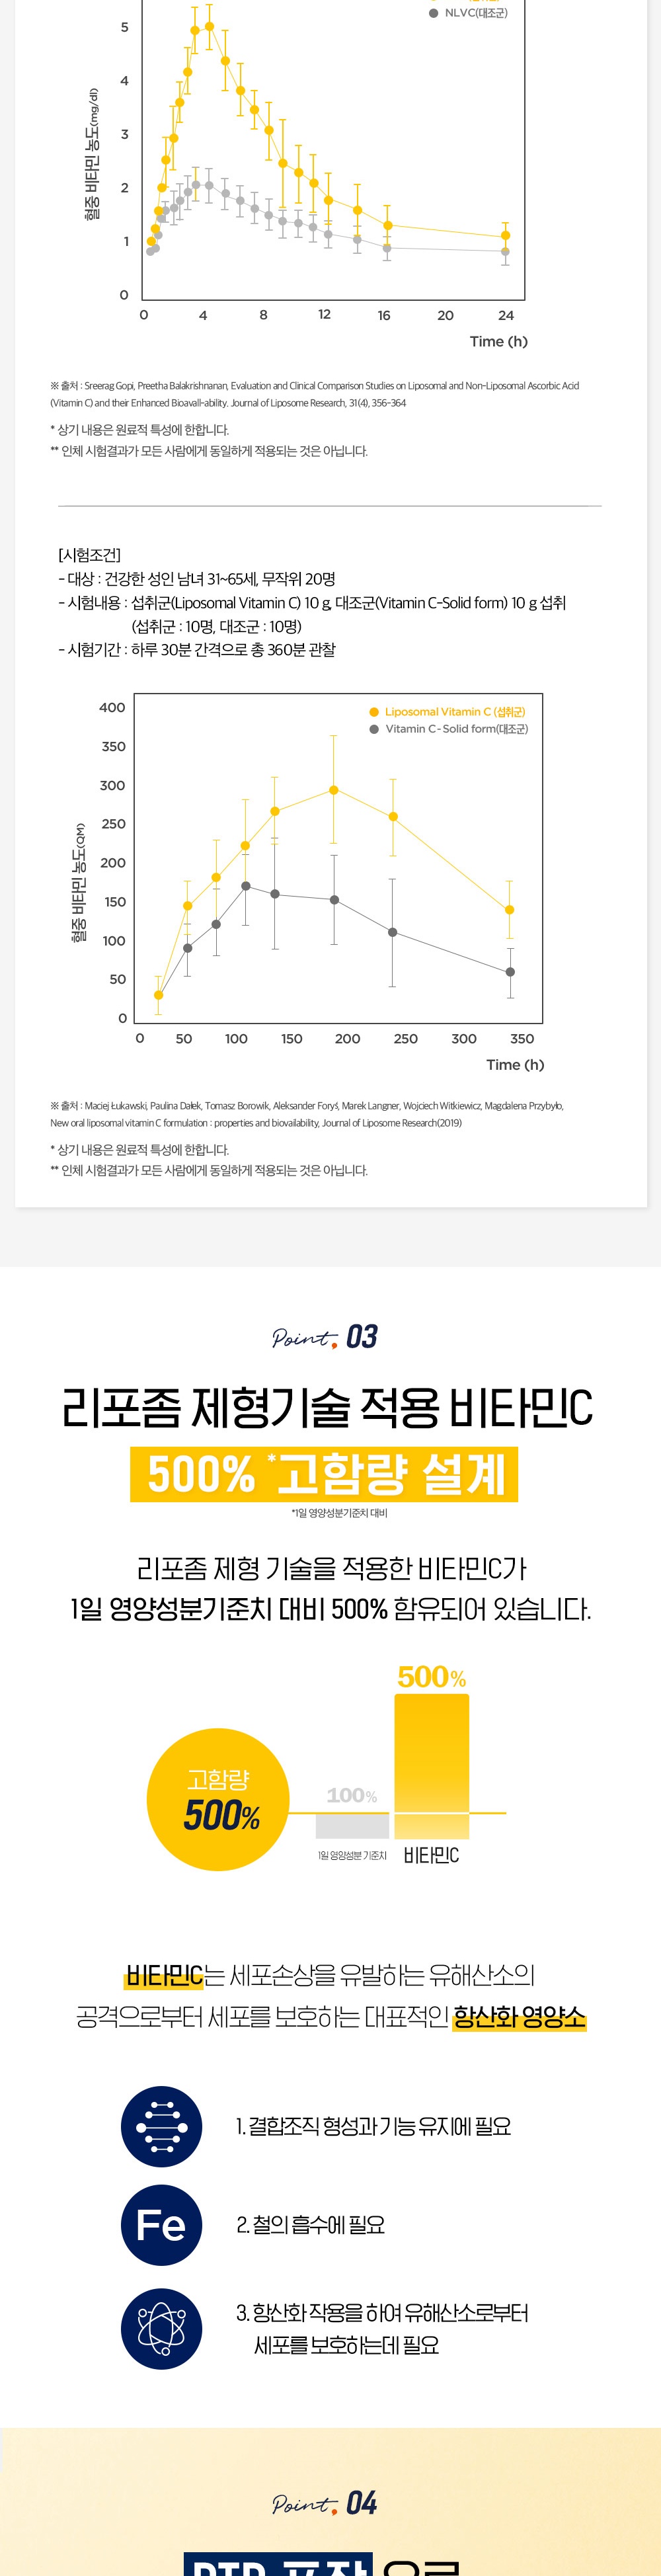 NLVC(대조군)
5
4
3
2
1
0
혈중 비타민 농도(mg/dl)
0 4 8 12 16 20 24
Time (h)
※ 출처 : Sreerag Gopi, Preetha Balakrishnanan, Evaluation and Clinical Comparison Studies on Liposomal and Non-Liposomal Ascorbic Acid
(Vitamin C) and their Enhanced Bioavail-ability. Journal of Liposome Research, 31(4), 356-364
* 상기 내용은 원료적 특성에 한합니다.
** 인체 시험결과가 모든 사람에게 동일하게 적용되는 것은 아닙니다.
[시험조건]
- 대상 : 건강한 성인 남녀 31~65세, 무작위 20명
- 시험내용 : 섭취군(Liposomal Vitamin C) 10 g, 대조군(Vitamin C-Solid form) 10 g 섭취
(섭취군 : 10명, 대조군 : 10명)
- 시험기간 : 하루 30분 간격으로 총 360분 관찰
Liposomal Vitamin C (섭취군)
Vitamin C - Solid form(대조군)
400
350
300
250
200
150
100
50
0
혈중 비타민 농도(QM)
0 50 100 150 200 250 300 350
Time (h)
※ 출처 : Maciej Łukawski, Paulina Dałek, Tomasz Borowik, Aleksander Foryś, Marek Langner, Wojciech Witkiewicz, Magdalena Przybyło,
New oral liposomal vitamin C formulation : properties and biovailability, Journal of Liposome Research(2019)
* 상기 내용은 원료적 특성에 한합니다.
** 인체 시험결과가 모든 사람에게 동일하게 적용되는 것은 아닙니다.
Point. 03
리포좀 제형기술 적용 비타민C
500% *고함량 설계
*1일 영양성분기준치 대비
리포좀 제형 기술을 적용한 비타민C가
1일 영양성분기준치 대비 500% 함유되어 있습니다.
500%
고함량
500%
100%
1일 영양성분 기준치
비타민C
비타민C는 세포손상을 유발하는 유해산소의
공격으로부터 세포를 보호하는 대표적인 항산화 영양소
1. 결합조직 형성과 기능 유지에 필요
Fe
2. 철의 흡수에 필요
3. 항산화 작용을 하여 유해산소로부터
세포를 보호하는데 필요
Point. 04
PTP 포장으로